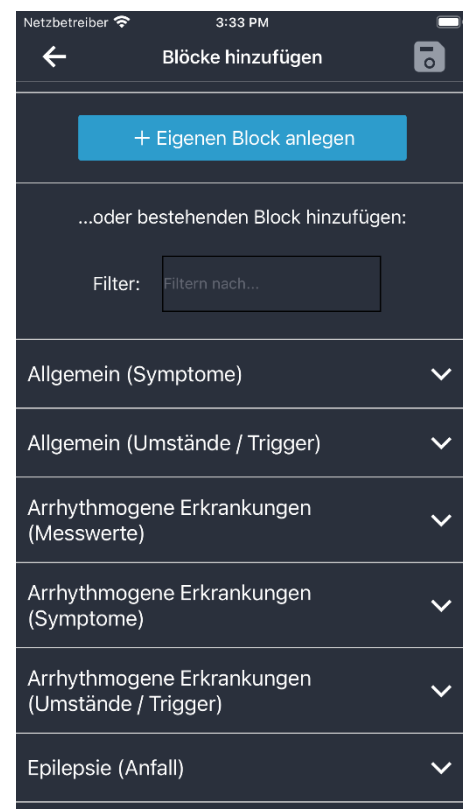 Netzbetreiber 3:33 PM
Blöcke hinzufügen
+ Eigenen Block anlegen
...oder bestehenden Block hinzufügen:
Filter: Filtern nach...
Allgemein (Symptome)
Allgemein (Umstände / Trigger)
Arrhythmogene Erkrankungen
(Messwerte)
Arrhythmogene Erkrankungen
(Symptome)
Arrhythmogene Erkrankungen
(Umstände / Trigger)
Epilepsie (Anfall)